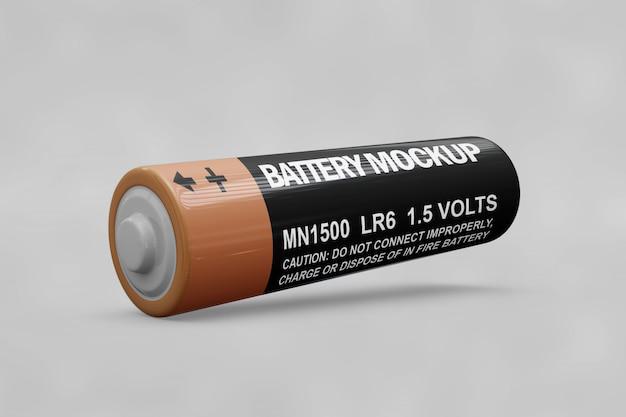 BATTERY MOCKUP
MN1500 LR6 1.5 VOLTS
CAUTION: DO NOT CONNECT IMPROPERLY,
CHARGE OR DISPOSE OF IN FIRE BATTERY